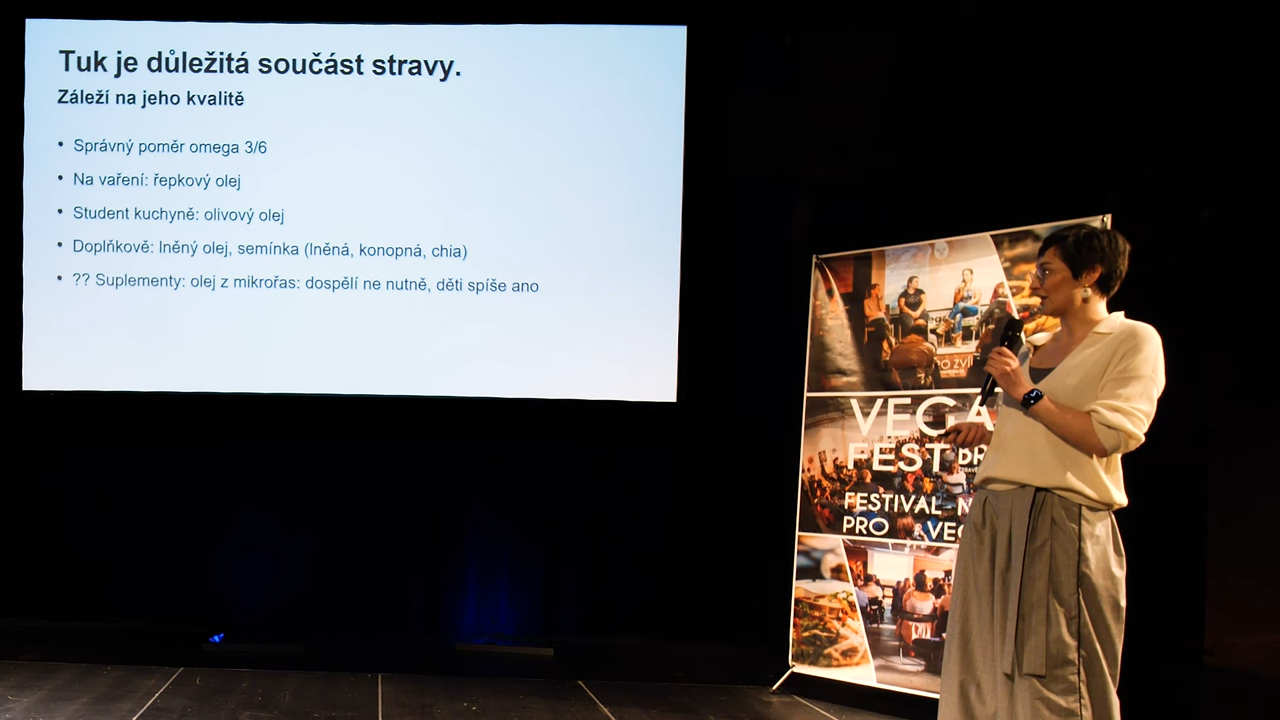 Tuk je důležitá součást stravy.
Záleží na jeho kvalitě
• Správný poměr omega 3/6
• Na vaření: řepkový olej
• Student kuchyně: olivový olej
• Doplňkově: lněný olej, semínka (lněná, konopná, chia)
• ?? Suplementy: olej z mikrořas: dospělí ne nutně, děti spíše ano
VEGA
FEST
FESTIVAL N
PRO VEG